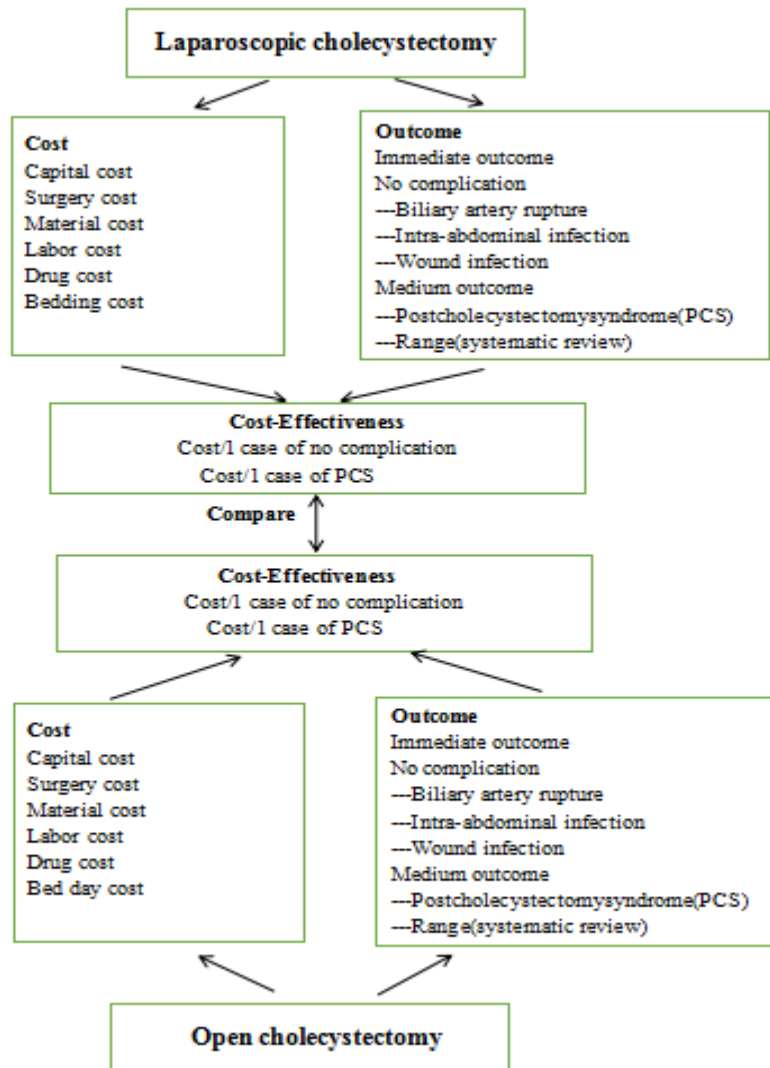 Laparoscopic cholecystectomy
Cost
Capital cost
Surgery cost
Material cost
Labor cost
Drug cost
Bedding cost
Outcome
Immediate outcome
No complication
---Biliary artery rupture
---Intra-abdominal infection
---Wound infection
Medium outcome
---Postcholecystectomysyndrome(PCS)
---Range(systematic review)
Cost-Effectiveness
Cost/1 case of no complication
Cost/1 case of PCS
Compare
Cost-Effectiveness
Cost/1 case of no complication
Cost/1 case of PCS
Cost
Capital cost
Surgery cost
Material cost
Labor cost
Drug cost
Bed day cost
Outcome
Immediate outcome
No complication
---Biliary artery rupture
---Intra-abdominal infection
---Wound infection
Medium outcome
---Postcholecystectomysyndrome(PCS)
---Range(systematic review)
Open cholecystectomy